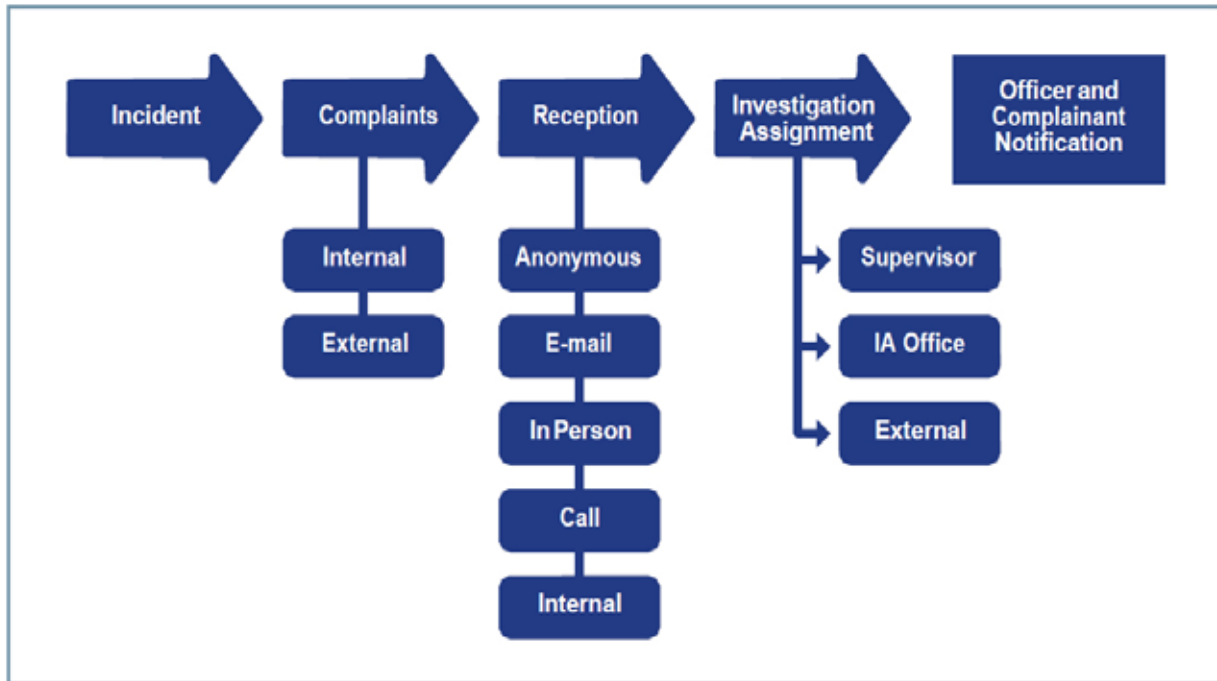 Incident
Complaints
Reception
Investigation
Assignment
Officer and
Complainant
Notification
Internal
External
Anonymous
E-mail
In Person
Call
Internal
Supervisor
IA Office
External